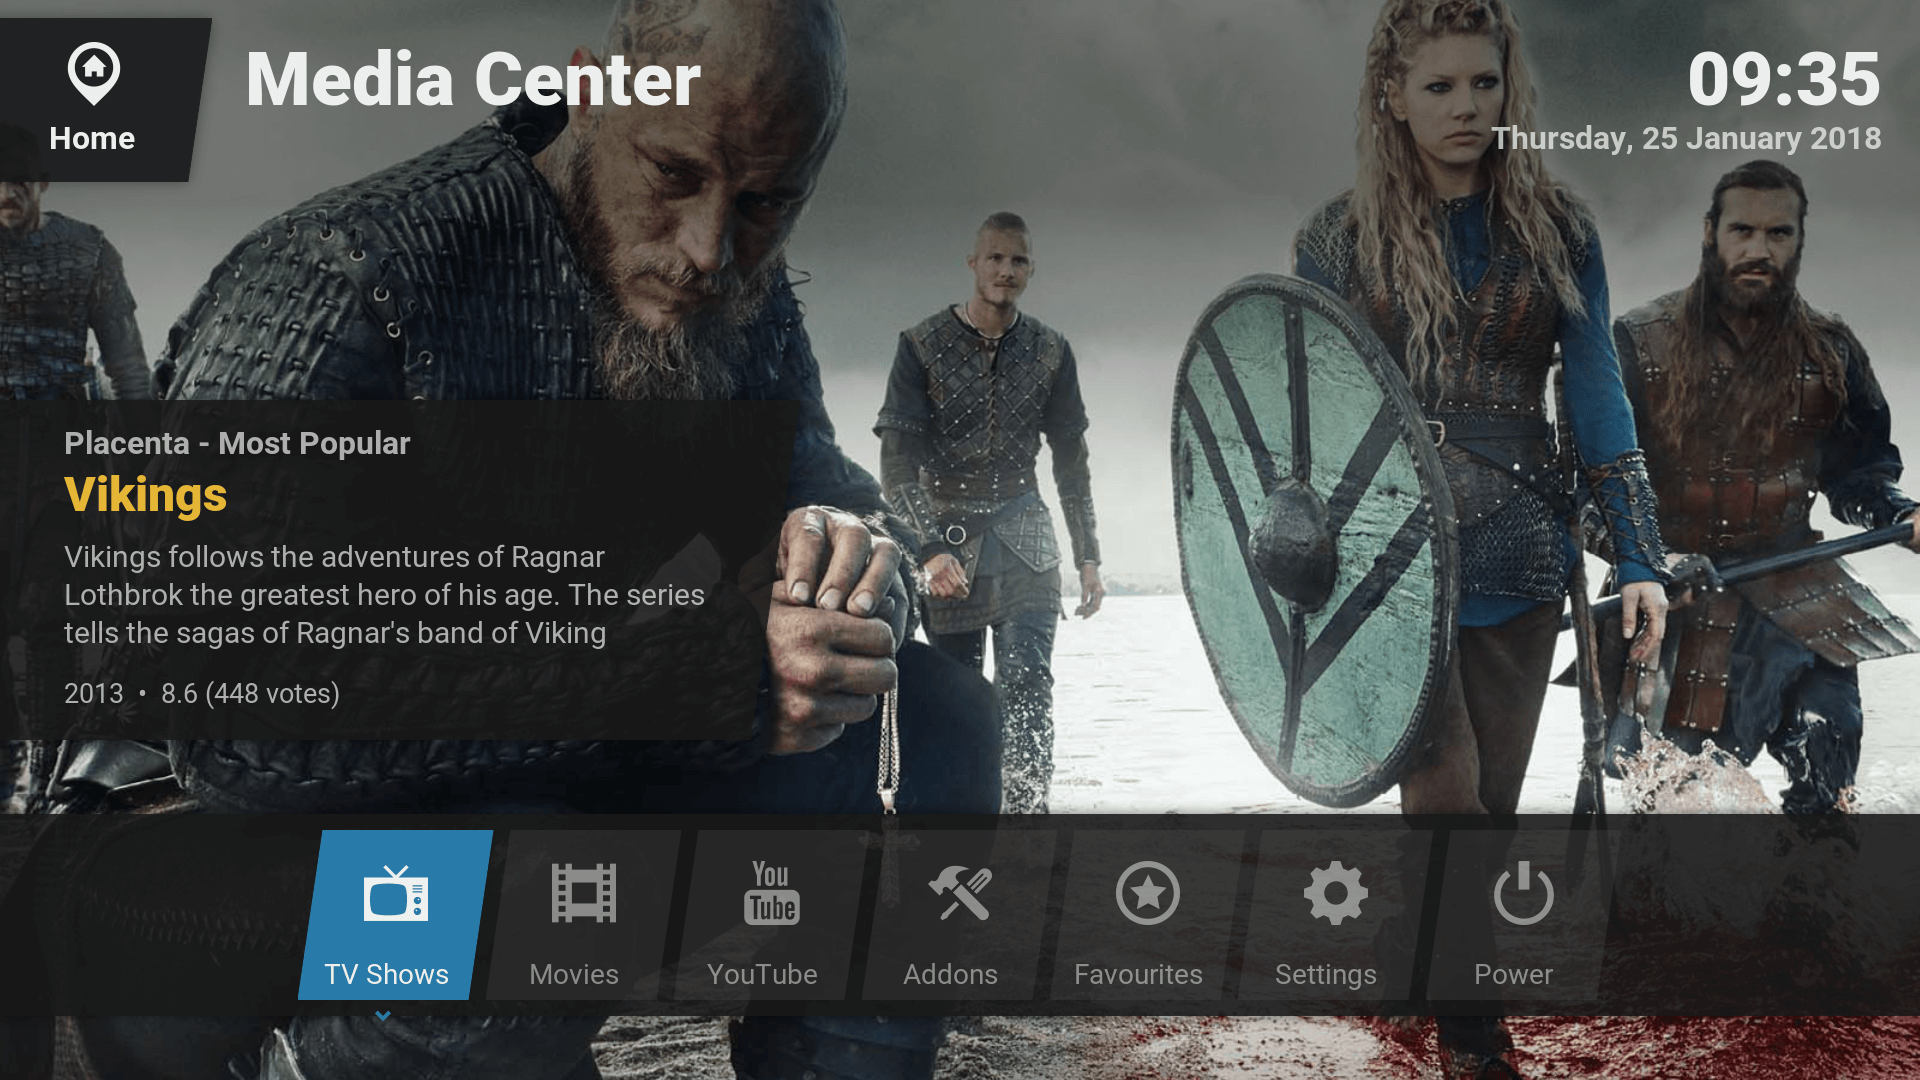 Home
Media Center
09:35
Thursday, 25 January 2018
Placenta - Most Popular
Vikings
Vikings follows the adventures of Ragnar
Lothbrok the greatest hero of his age. The series
tells the sagas of Ragnar's band of Viking
2013 • 8.6 (448 votes)
You
Tube
TV Shows
Movies
YouTube
Addons
Favourites
Settings
Power